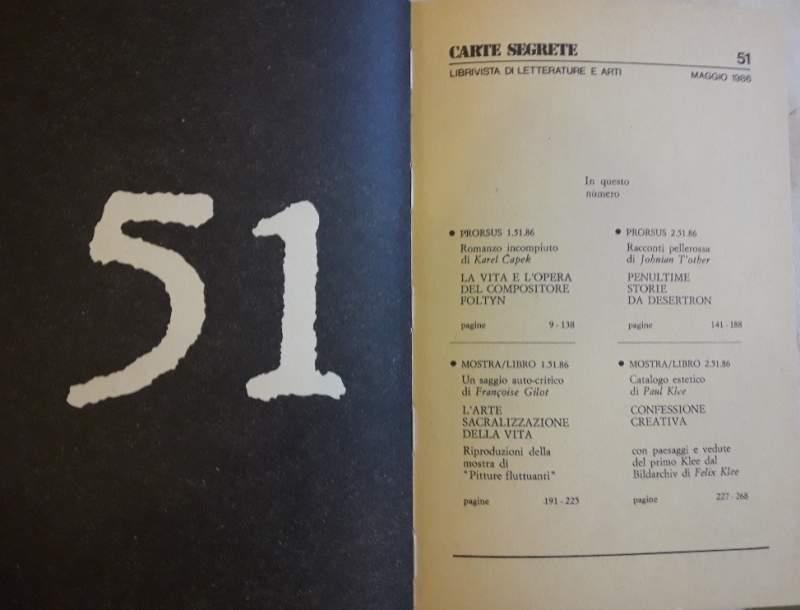 51
CARTE SEGRETE
51
LIBRIVISTA DI LETTERATURE E ARTI
MAGGIO 1986
In questo
numero
● PRORSUS 1.51.86
Romanzo incompiuto
di Karel Čapek
LA VITA E L'OPERA
DEL COMPOSITORE
FOLTYN
pagine 9-138
● PRORSUS 2.51.86
Racconti pellerossa
di Johnian T'other
PENULTIME
STORIE
DA DESERTRON
pagine 141-188
● MOSTRA/LIBRO 1.51.86
Un saggio auto-critico
di Françoise Gilot
L'ARTE
SACRALIZZAZIONE
DELLA VITA
Riproduzioni della
mostra di
"Pitture fluttuanti"
pagine 191-225
● MOSTRA/LIBRO 2.51.86
Catalogo estetico
di Paul Klee
CONFESSIONE
CREATIVA
con paesaggi e vedute
del primo Klee dal
Bildarchiv di Felix Klee
pagine 227-268